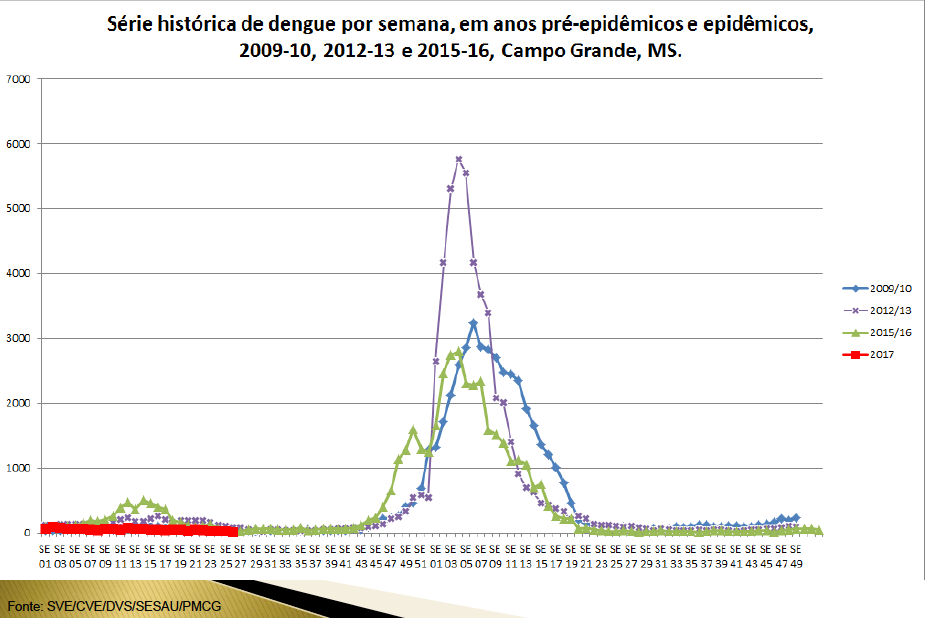 Série histórica de dengue por semana, em anos pré-epidêmicos e epidêmicos,
2009-10, 2012-13 e 2015-16, Campo Grande, MS.
7000
6000
5000
4000
3000
2000
1000
0
SE SE SE SE SE SE SE SE SE SE SE SE SE SE SE SE SE SE SE SE SE SE SE SE SE SE SE SE SE SE SE SE SE SE SE SE SE SE SE SE SE SE SE SE SE SE SE SE SE SE SE
01 03 05 07 09 11 13 15 17 19 21 23 25 27 29 31 33 35 37 39 41 43 45 47 49 51 01 03 05 07 09 11 13 15 17 19 21 23 25 27 29 31 33 35 37 39 41 43 45 47 49
2009/10
2012/13
2015/16
2017
Fonte: SVE/CVE/DVS/SESAU/PMCG